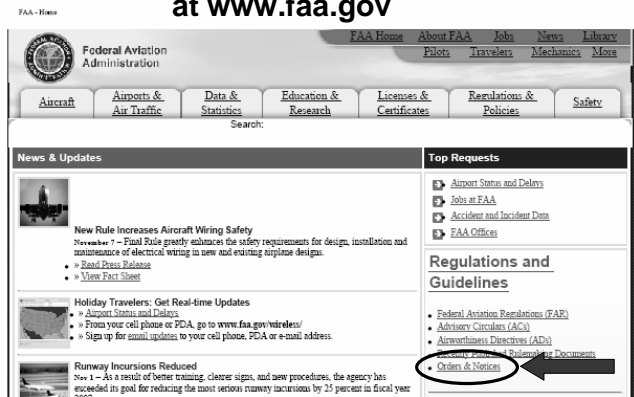 at www.faa.gov
FAA - Home
FAA Home About FAA Jobs News Library
Pilots Travelers Mechanics More
Federal Aviation
Administration
Aircraft
Airports &
Air Traffic
Data &
Statistics
Education &
Research
Licenses &
Certificates
Regulations &
Policies
Safety
Search:
News & Updates
New Rule Increases Aircraft Wiring Safety
November 7 – Final Rule greatly enhances the safety requirements for design, installation and
maintenance of electrical wiring in new and existing airplane designs.
» Read Press Release
» View Fact Sheet
Holiday Travelers: Get Real-time Updates
» Airport Status and Delays
» From your cell phone or PDA, go to www.faa.gov/wireless/
» Sign up for email updates to your cell phone, PDA or e-mail address.
Runway Incursions Reduced
Nov 1 – As a result of better training, clearer signs, and new procedures, the agency has
exceeded its goal for reducing the most serious runway incursions by 25 percent in fiscal year
2007
Top Requests
Airport Status and Delays
Jobs at FAA
Accident and Incident Data
FAA Offices
Regulations and
Guidelines
Federal Aviation Regulations (FAR)
Advisory Circulars (ACs)
Airworthiness Directives (ADs)
Recently Published Rulemaking Documents
Orders & Notices